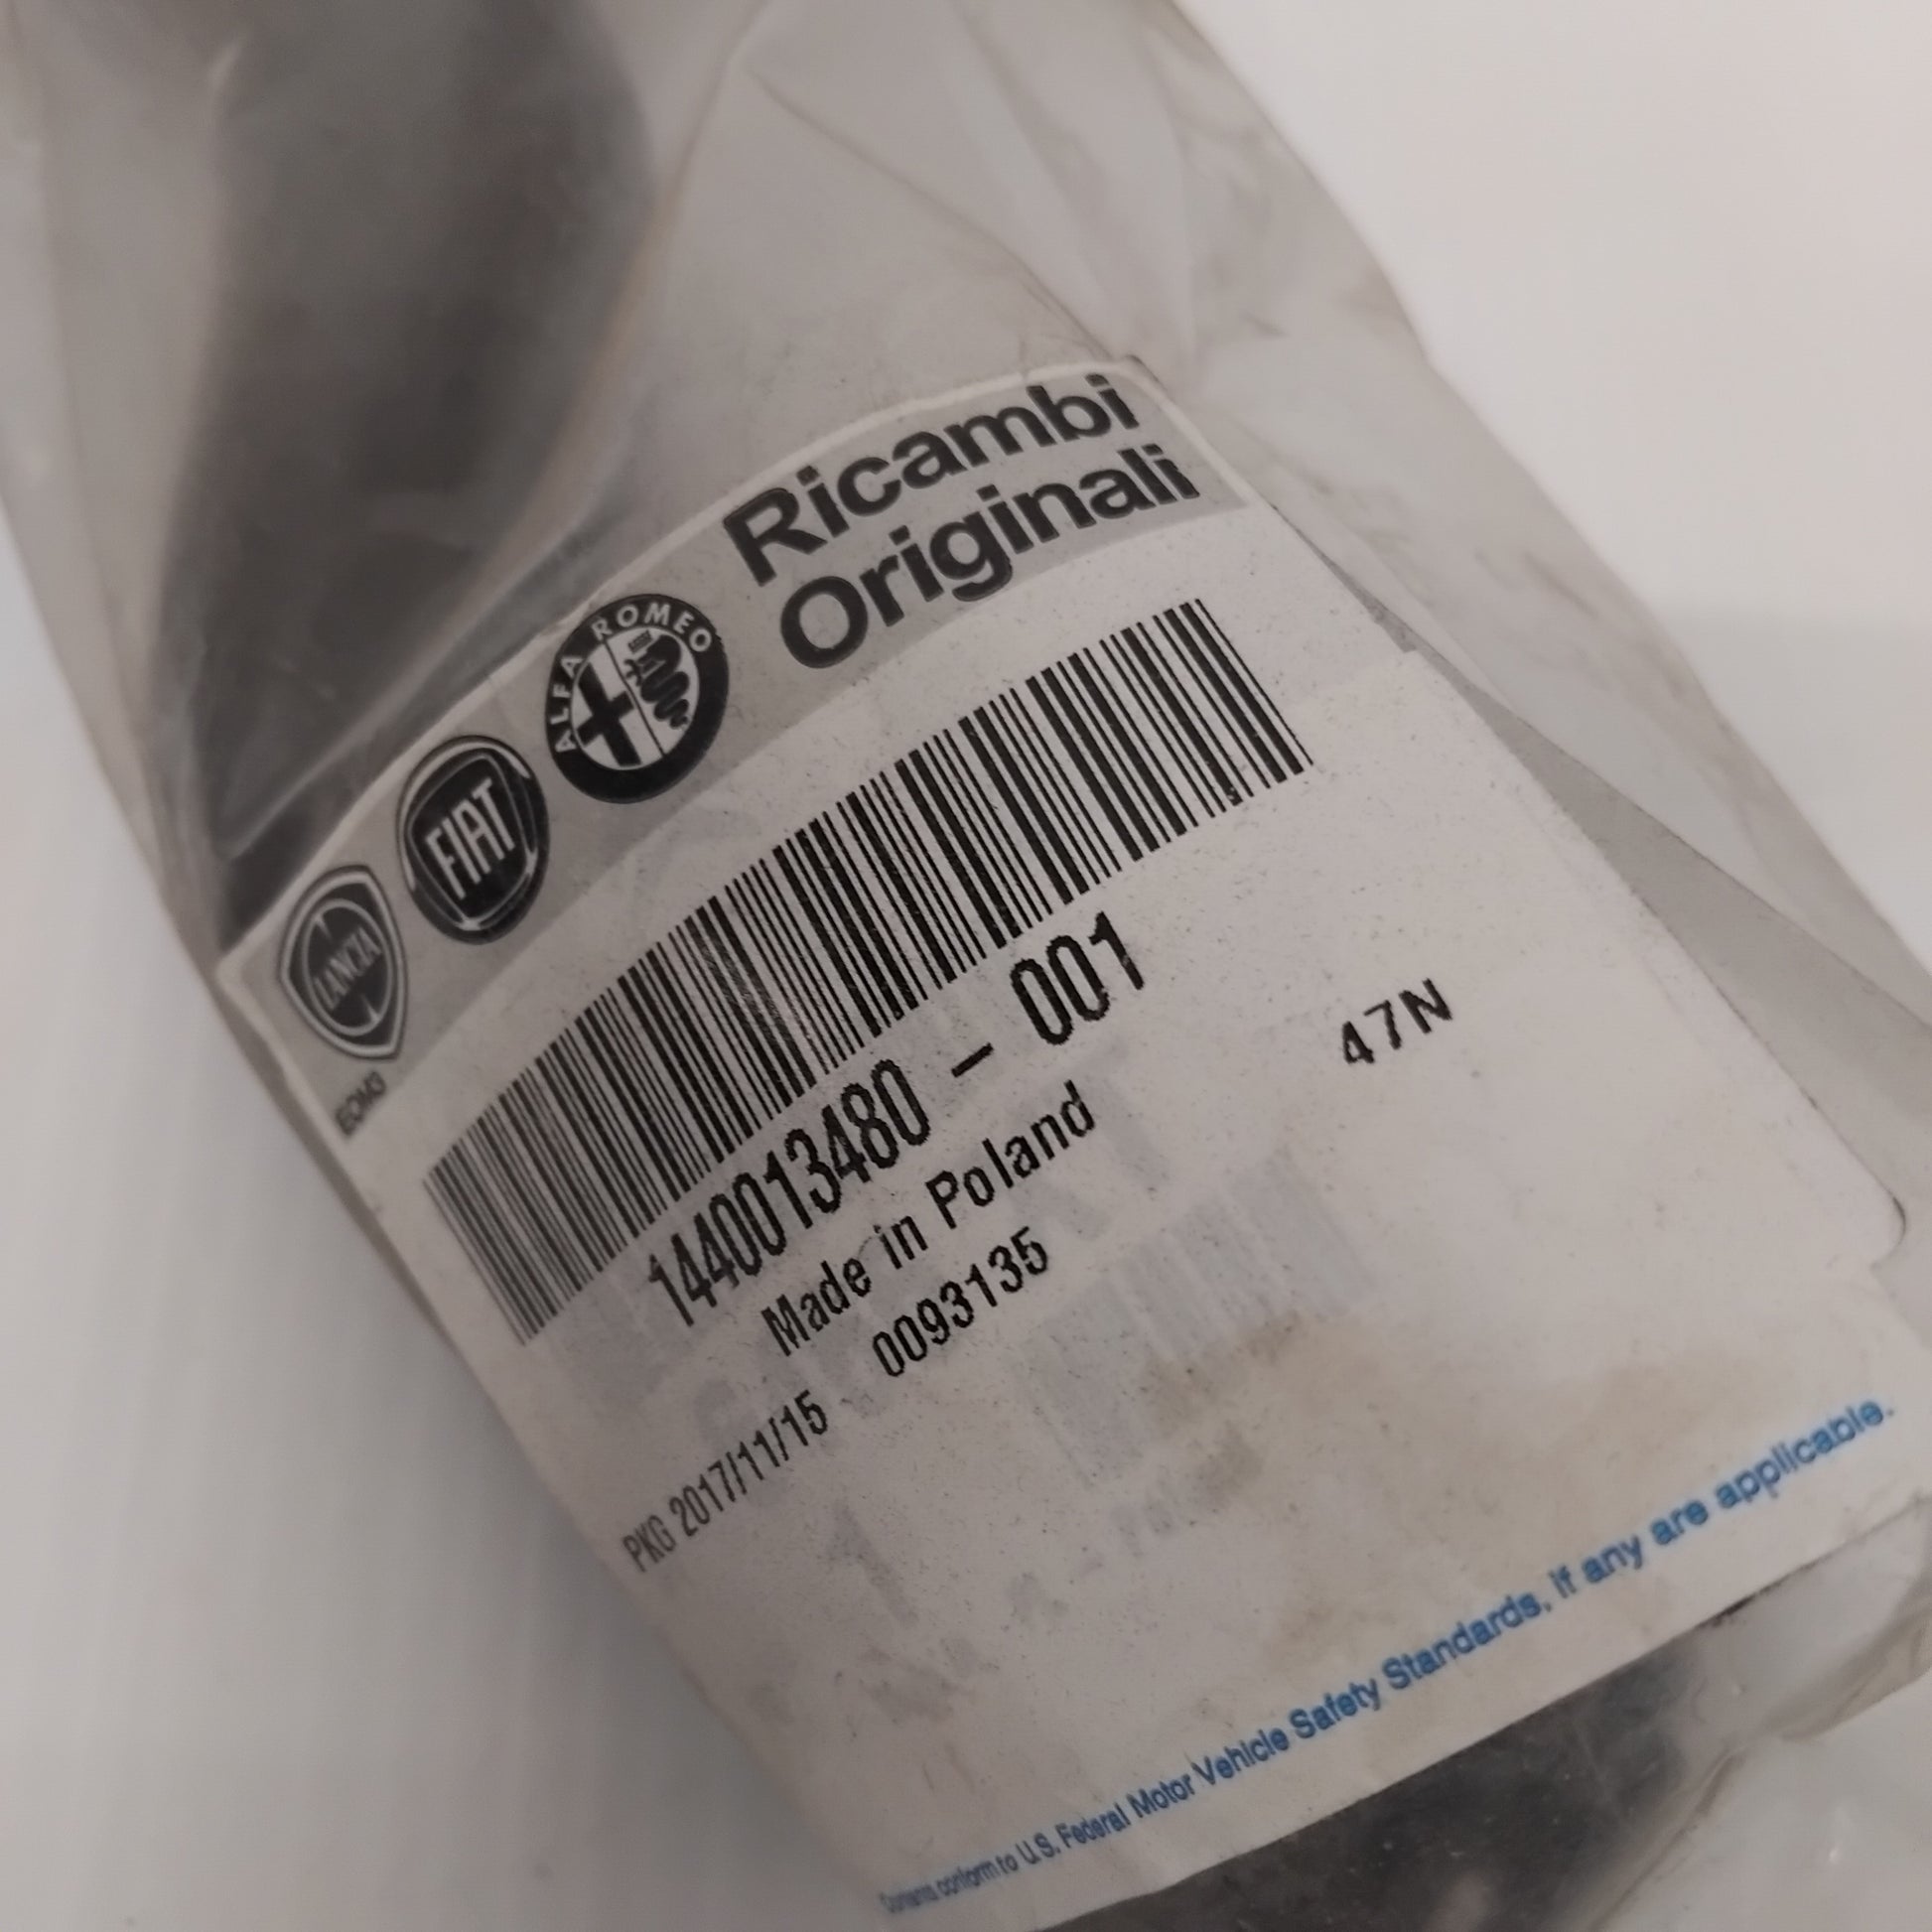 Ricambi
Originali
ALFA ROMEO
FIAT
LANCIA
EQM3
1440013480 - 001
47N
Made in Poland
0093135
PKG 2017/11/15
Contents conform to U.S. Federal Motor Vehicle Safety Standards, if any are applicable.